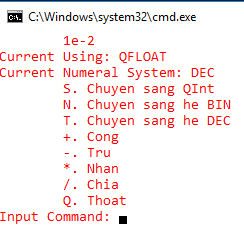 C:\Windows\system32\cmd.exe
1e-2
Current Using: QFLOAT
Current Numeral System: DEC
S. Chuyen sang QInt
N. Chuyen sang he BIN
T. Chuyen sang he DEC
+. Cong
-. Tru
*. Nhan
/. Chia
Q. Thoat
Input Command: